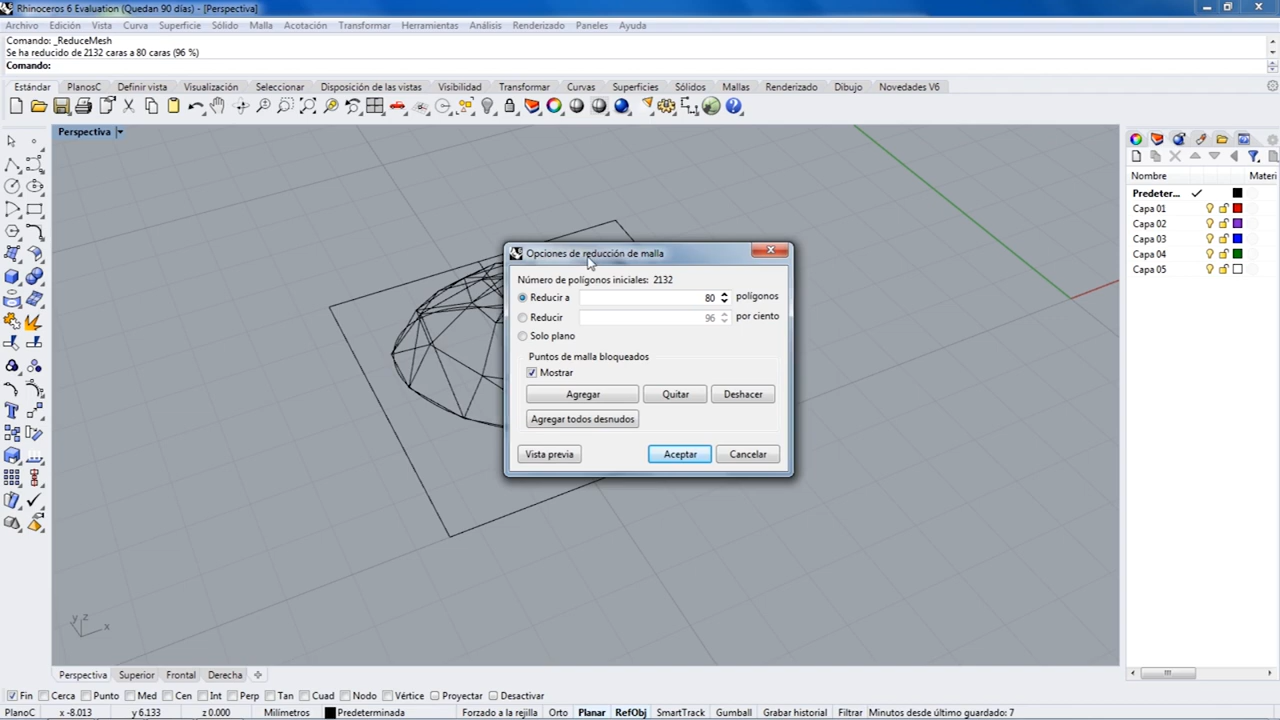 Rhinoceros 6 Evaluation (Quedan 90 días) - [Perspectiva]
Archivo Edición Vista Curva Superficie Sólido Malla Acotación Transformar Herramientas Análisis Renderizado Paneles Ayuda
Comando: _ReduceMesh
Se ha reducido de 2132 caras a 80 caras (96 %)
Comando:
Estándar PlanosC Definir vista Visualización Seleccionar Disposición de las vistas Visibilidad Transformar Curvas Superficies Sólidos Mallas Renderizado Dibujo Novedades V6
Perspectiva
Nombre Materi
Predeter...
Capa 01
Capa 02
Capa 03
Capa 04
Capa 05
Opciones de reducción de malla
Número de polígonos iniciales: 2132
Reducir a 80 polígonos
Reducir 96 por ciento
Solo plano
Puntos de malla bloqueados
Mostrar
Agregar Quitar Deshacer
Agregar todos desnudos
Vista previa Aceptar Cancelar
y z x
Perspectiva Superior Frontal Derecha
Fin Cerca Punto Med Cen Int Perp Tan Cuad Nodo Vértice Proyectar Desactivar
PlanoC x -8.013 y 6.133 z 0.000 Milímetros Predeterminada Forzado a la rejilla Orto Planar RefObj SmartTrack Gumball Grabar historial Filtrar Minutos desde último guardado: 7